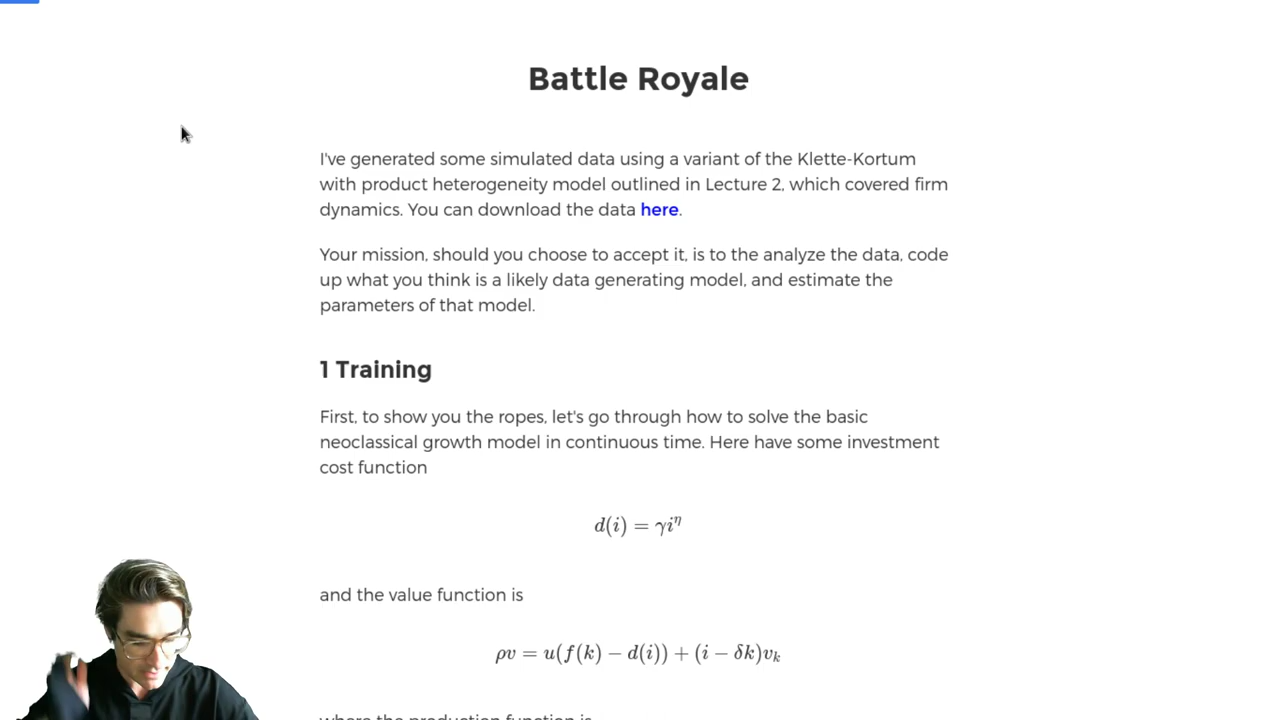 Battle Royale
I've generated some simulated data using a variant of the Klette-Kortum
with product heterogeneity model outlined in Lecture 2, which covered firm
dynamics. You can download the data here.
Your mission, should you choose to accept it, is to the analyze the data, code
up what you think is a likely data generating model, and estimate the
parameters of that model.
1 Training
First, to show you the ropes, let's go through how to solve the basic
neoclassical growth model in continuous time. Here have some investment
cost function
d(i) = γi^η
and the value function is
ρv = u(f(k) − d(i)) + (i − δk)v_k
where the production function is